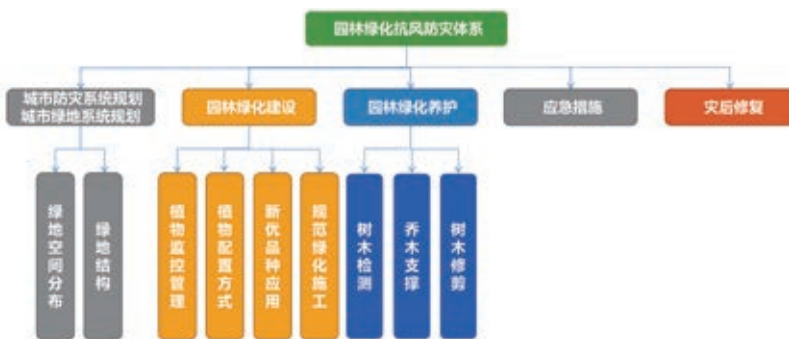 园林绿化抗风防灾体系
城市防灾系统规划
城市绿地系统规划
园林绿化建设
园林绿化养护
应急措施
灾后修复
绿地空间分布
绿地结构
植物监控管理
植物配置方式
新优品种应用
规范绿化施工
树木检测
乔木支撑
树木修剪